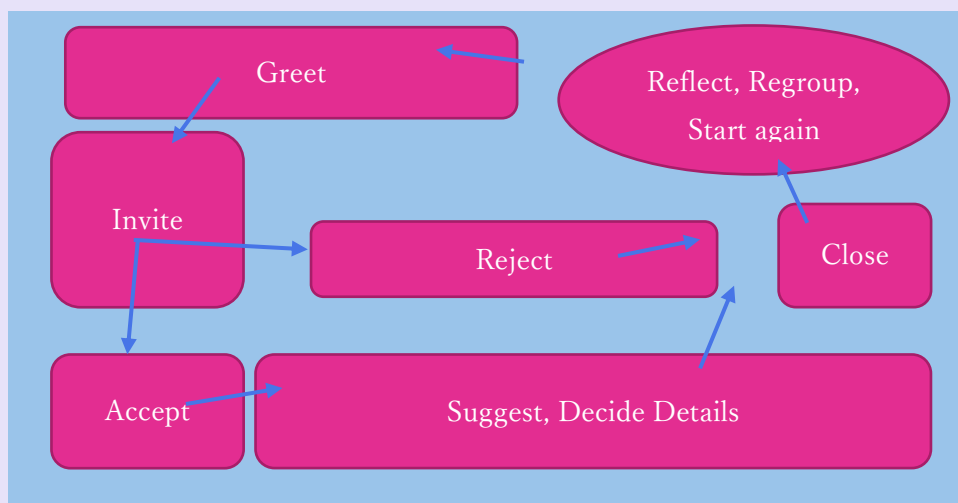 Greet
Reflect, Regroup,
Start again
Invite
Reject
Close
Accept
Suggest, Decide Details